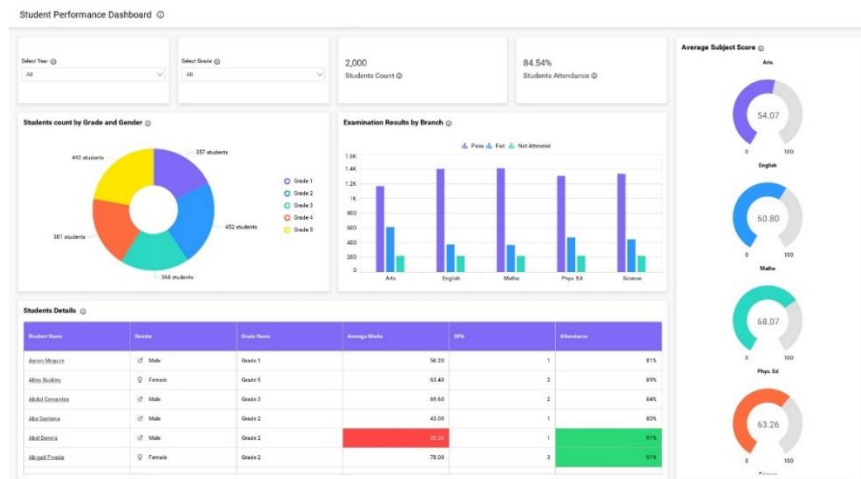 Student Performance Dashboard
Select Year
All
Select Grade
All
2,000
Students Count
84.54%
Students Attendance
Average Subject Score
Arts
54.07
0 100
English
60.80
0 100
Maths
68.07
0 100
Phys. Ed
63.26
0 100
Students count by Grade and Gender
442 students
357 students
452 students
381 students
368 students
Grade 1
Grade 2
Grade 3
Grade 4
Grade 5
Examination Results by Branch
Pass Fail Not Attended
1.6K
1.4K
1.2K
1K
800
600
400
200
0
Arts English Maths Phys. Ed Science
Students Details
Student Name Gender Grade Name Average Marks GPA Attendance
Aaron Maguire Male Grade 1 56.20 1 81%
Abby Buckley Female Grade 5 63.40 2 89%
Abdul Cervantes Male Grade 3 69.60 2 84%
Abe Santana Male Grade 2 43.00 1 80%
Abel Male Grade 2 1 91%
Abigail Pineda Female Grade 2 78.00 3 91%